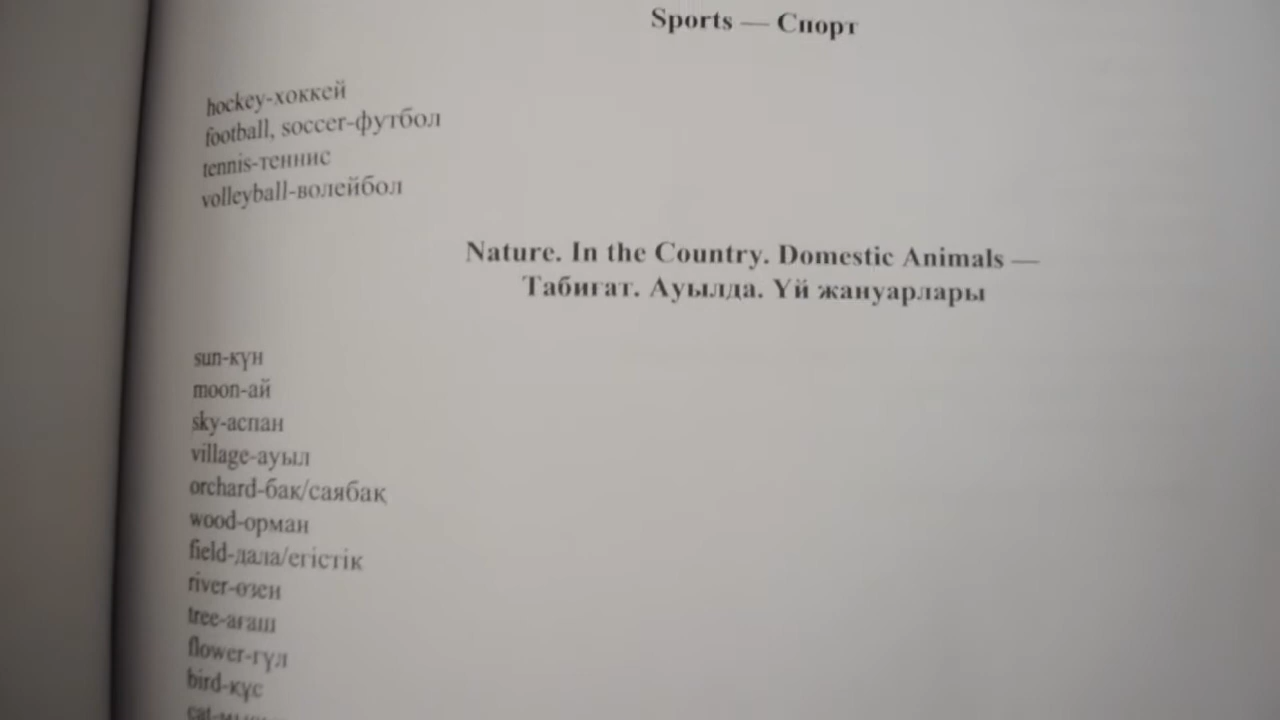 Sports — Спорт
hockey-хоккей
football, soccer-футбол
tennis-теннис
volleyball-волейбол
Nature. In the Country. Domestic Animals —
Табиғат. Ауылда. Үй жануарлары
sun-күн
moon-ай
sky-аспан
village-ауыл
orchard-бак/саябақ
wood-орман
field-дала/егістік
river-өзен
tree-ағаш
flower-гүл
bird-құс